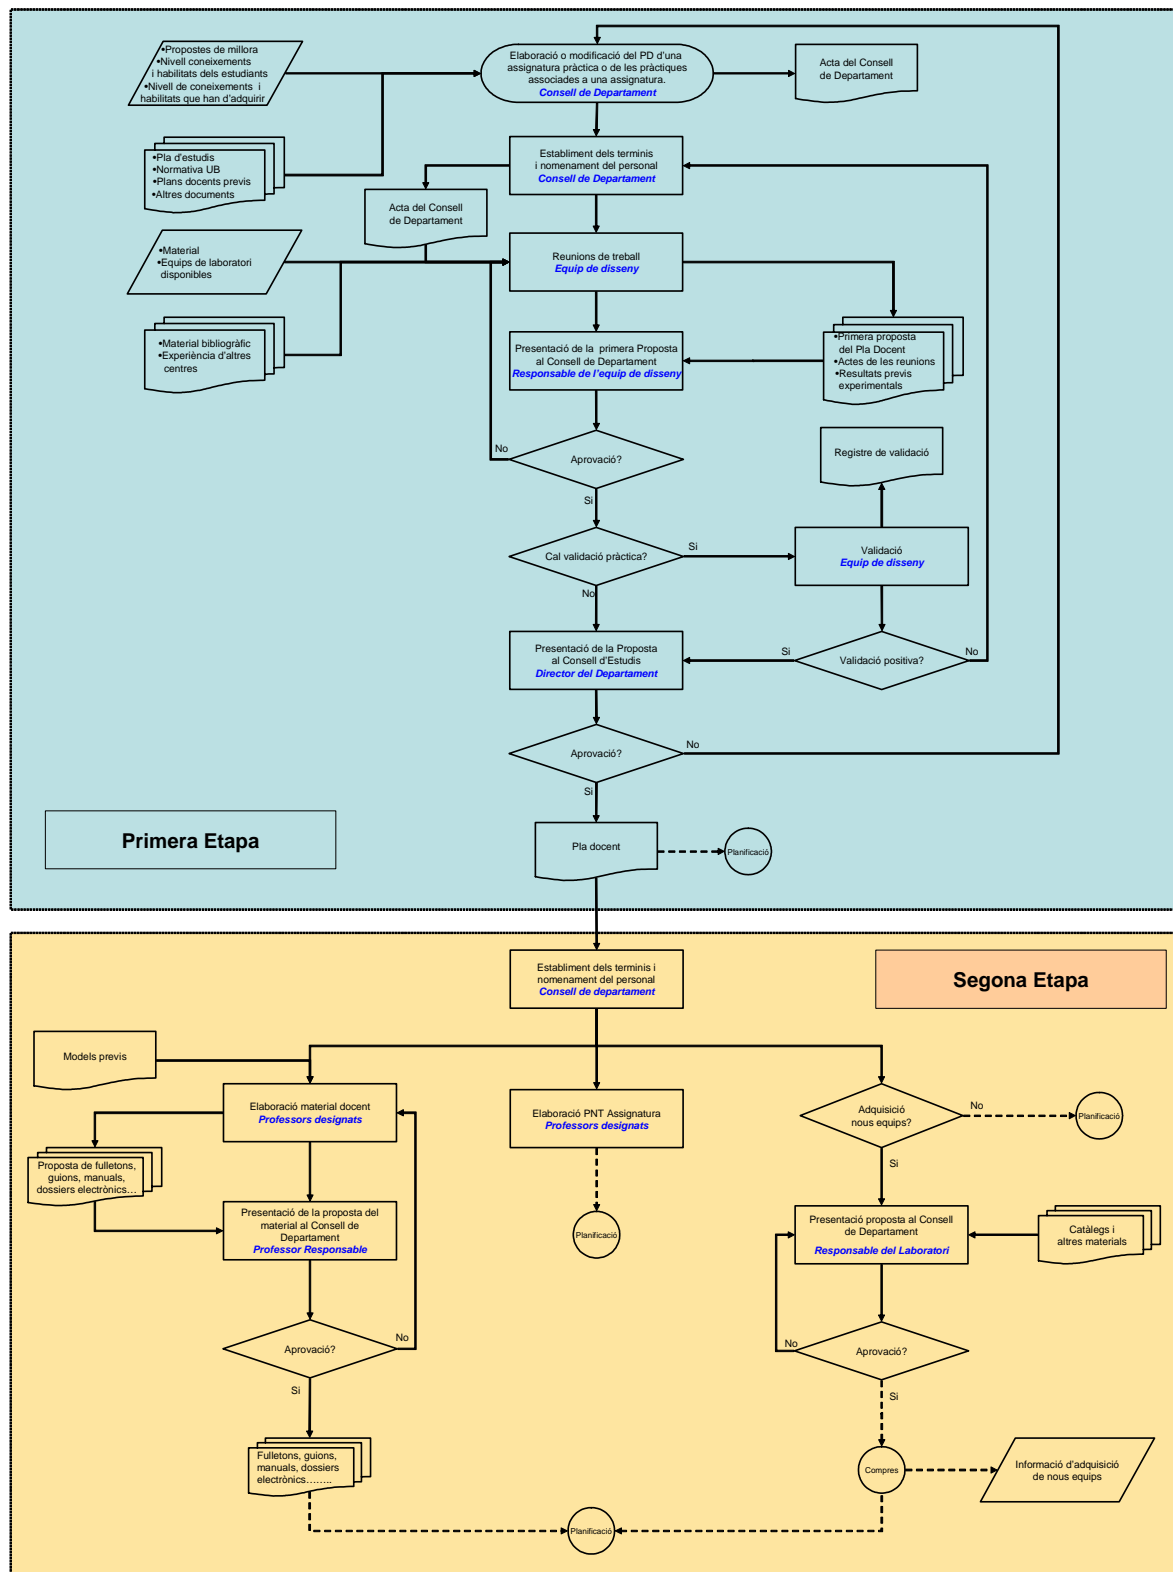 •Propostes de millora
•Nivell coneixements
i habilitats dels estudiants
•Nivell de coneixements i
habilitats que han d'adquirir
Elaboració o modificació del PD d'una
assignatura pràctica o de les pràctiques
associades a una assignatura.
Consell de Departament
Acta del Consell
de Departament
•Pla d'estudis
•Normativa UB
•Plans docents previs
•Altres documents
Establiment dels terminis
i nomenament del personal
Consell de Departament
Acta del Consell
de Departament
•Material
•Equips de laboratori
disponibles
Reunions de treball
Equip de disseny
•Material bibliogràfic
•Experiència d'altres
centres
Presentació de la primera Proposta
al Consell de Departament
Responsable de l'equip de disseny
•Primera proposta
del Pla Docent
•Actes de les reunions
•Resultats previs
experimentals
No
Aprovació?
Si
Registre de validació
Cal validació pràctica?
Si
No
Validació
Equip de disseny
Presentació de la Proposta
al Consell d'Estudis
Director del Departament
Si
Validació positiva?
No
Aprovació?
No
Si
Primera Etapa
Pla docent
Planificació
Establiment dels terminis i
nomenament del personal
Consell de departament
Segona Etapa
Models previs
Elaboració material docent
Professors designats
Elaboració PNT Assignatura
Professors designats
Adquisició
nous equips?
No
Planificació
Si
Proposta de fulletons,
guions, manuals,
dossiers electrònics…
Presentació de la proposta del
material al Consell de
Departament
Professor Responsable
Planificació
Presentació proposta al Consell
de Departament
Responsable del Laboratori
Catàlegs i
altres materials
Aprovació?
No
Si
No
Aprovació?
Si
Fulletons, guions,
manuals, dossiers
electrònics……..
Compres
Informació d'adquisició
de nous equips
Planificació